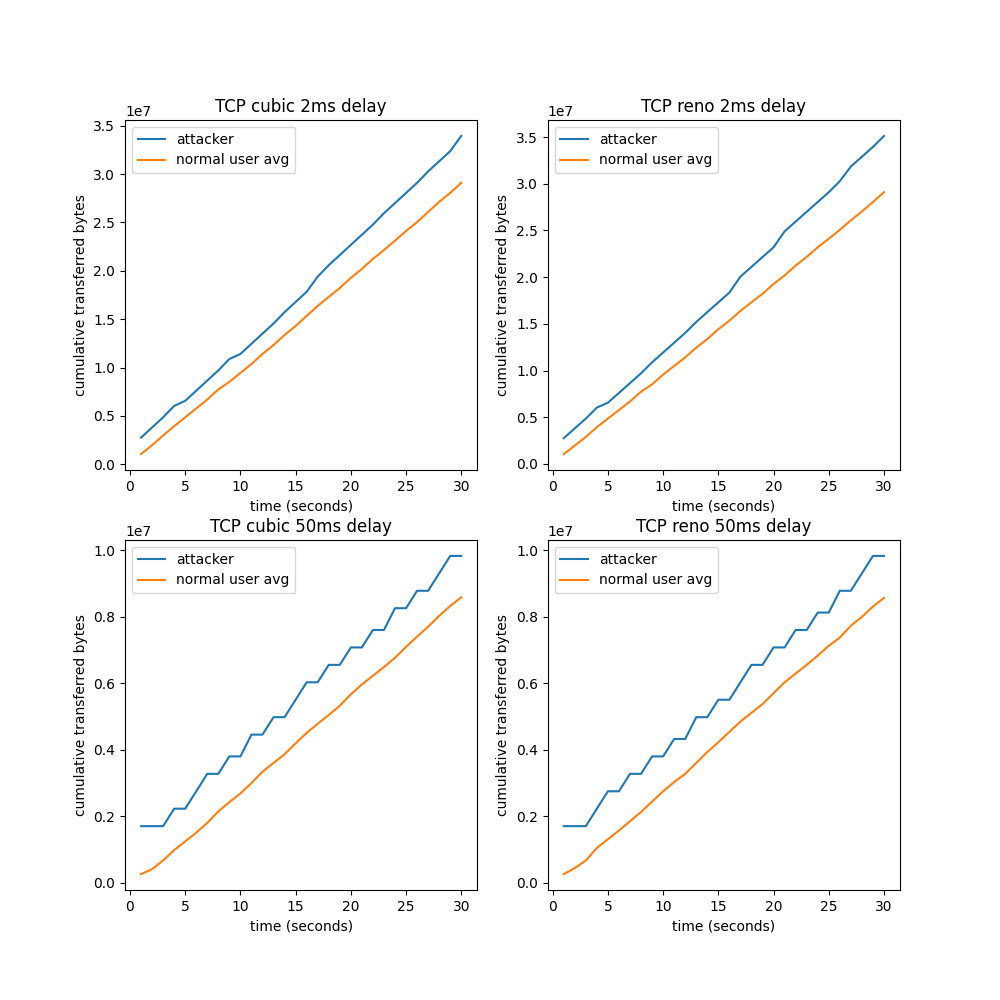 TCP cubic 2ms delay
1e7
attacker
normal user avg
cumulative transferred bytes
3.5
3.0
2.5
2.0
1.5
1.0
0.5
0.0
0 5 10 15 20 25 30
time (seconds)
TCP reno 2ms delay
1e7
attacker
normal user avg
cumulative transferred bytes
3.5
3.0
2.5
2.0
1.5
1.0
0.5
0.0
0 5 10 15 20 25 30
time (seconds)
TCP cubic 50ms delay
1e7
attacker
normal user avg
cumulative transferred bytes
1.0
0.8
0.6
0.4
0.2
0.0
0 5 10 15 20 25 30
time (seconds)
TCP reno 50ms delay
1e7
attacker
normal user avg
cumulative transferred bytes
1.0
0.8
0.6
0.4
0.2
0.0
0 5 10 15 20 25 30
time (seconds)